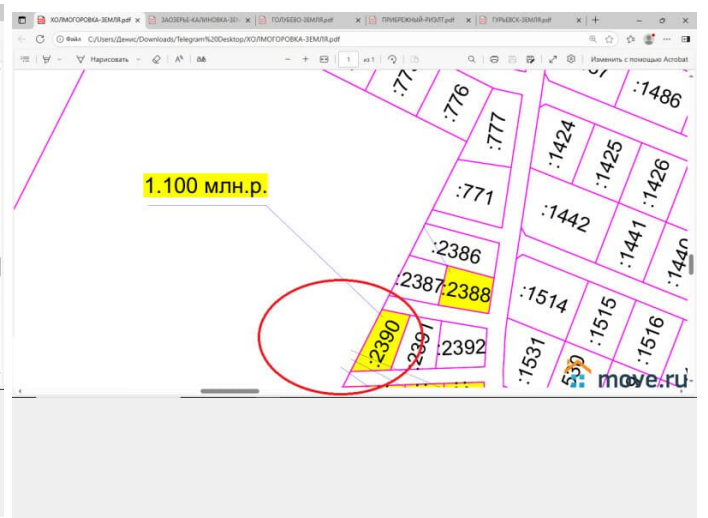 ХОЛМОГОРОВКА-ЗЕМЛЯ.pdf
ЗАОЗЕРЬЕ-КАЛИНОВКА-ЗЕ
ГОЛУБЕВО-ЗЕМЛЯ.pdf
ПРИБРЕЖНЫЙ-РИЭЛТ.pdf
ГУРЬЕВСК-ЗЕМЛЯ.pdf
Файл C:/Users/Денис/Downloads/Telegram%20Desktop/ХОЛМОГОРОВКА-ЗЕМЛЯ.pdf
Нарисовать
1 из 1
Изменить с помощью Acrobat
:776
:777
:1486
:1424
:1425
:1426
1.100 млн.р.
:771
:1442
:1441
:2386
:2387
:2388
:1514
:1515
:1516
:2390
:2391
:2392
:1531
move.ru